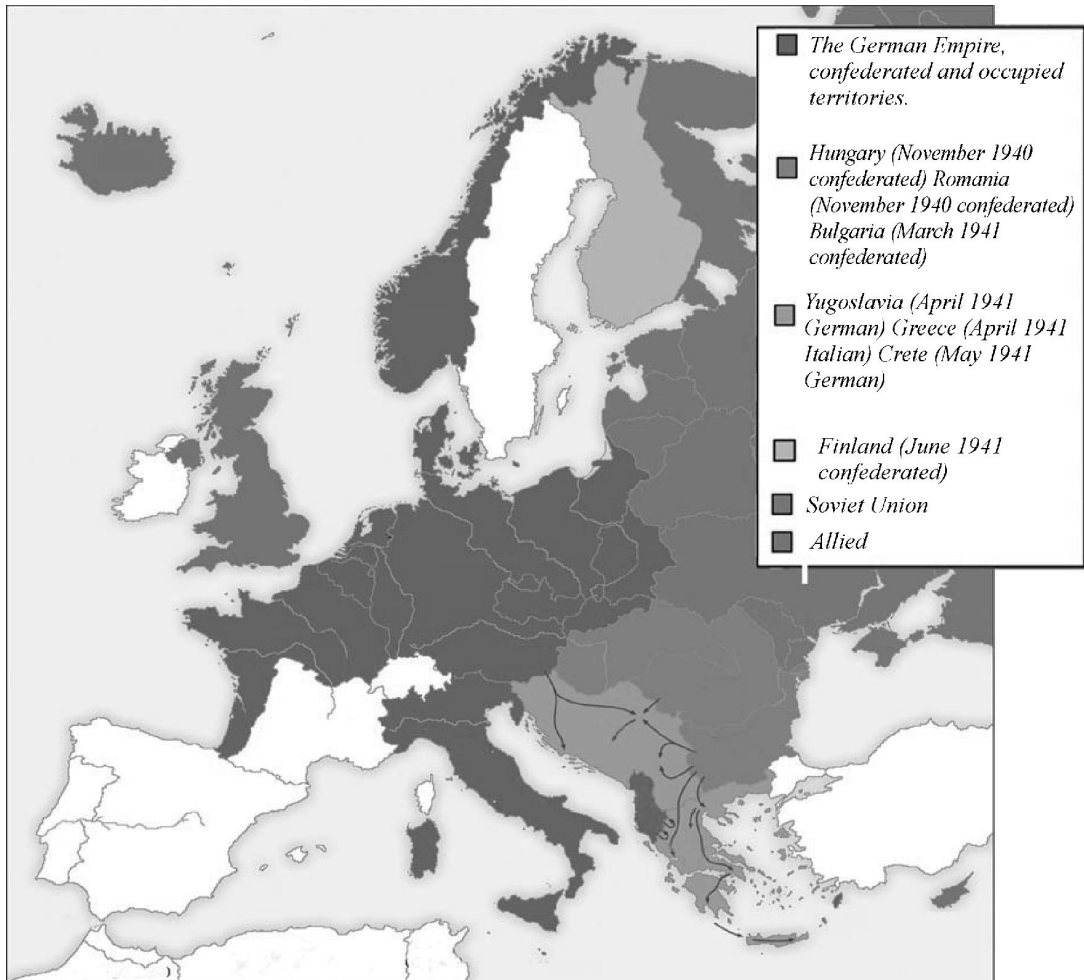 The German Empire,
confederated and occupied
territories.
Hungary (November 1940
confederated) Romania
(November 1940 confederated)
Bulgaria (March 1941
confederated)
Yugoslavia (April 1941
German) Greece (April 1941
Italian) Crete (May 1941
German)
Finland (June 1941
confederated)
Soviet Union
Allied